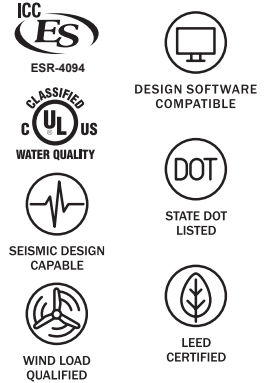 ICC
ES
ESR-4094
CLASSIFIED
C UL® US
WATER QUALITY
SEISMIC DESIGN
CAPABLE
WIND LOAD
QUALIFIED
DESIGN SOFTWARE
COMPATIBLE
DOT
STATE DOT
LISTED
LEED
CERTIFIED